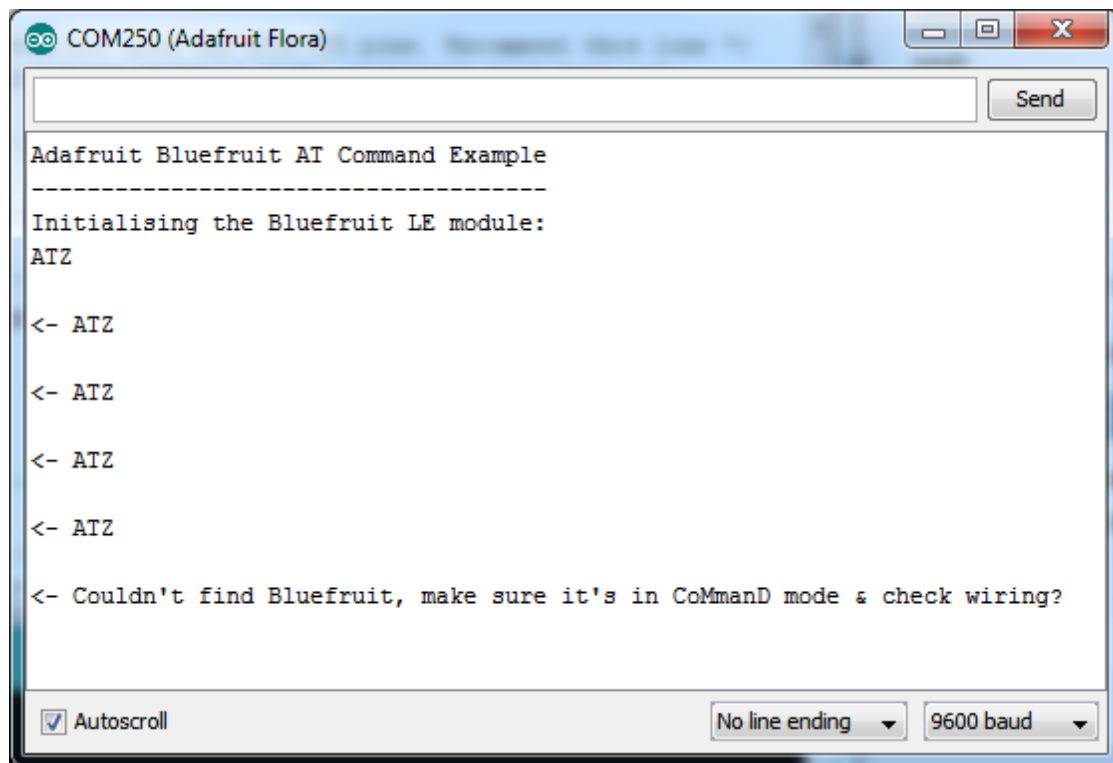 COM250 (Adafruit Flora)
Send
Adafruit Bluefruit AT Command Example
-------------------------------------
Initialising the Bluefruit LE module:
ATZ
<- ATZ
<- ATZ
<- ATZ
<- ATZ
<- Couldn't find Bluefruit, make sure it's in CoMmanD mode & check wiring?
Autoscroll
No line ending
9600 baud